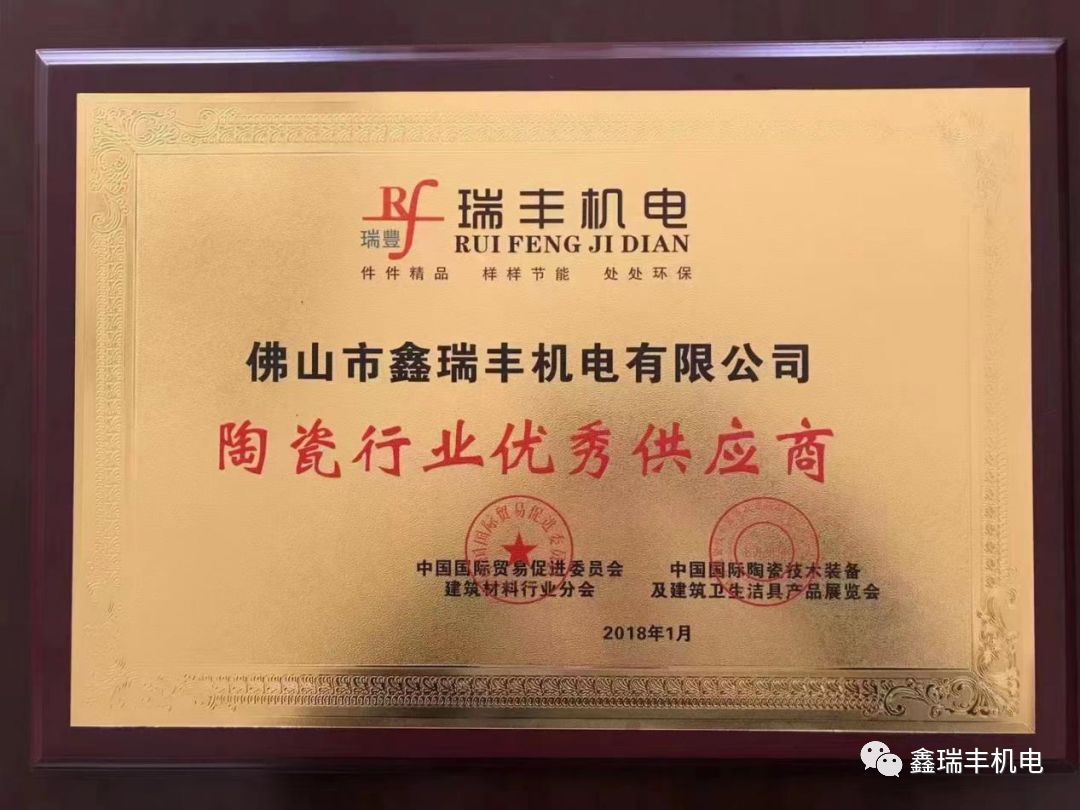 Rf
瑞豐
瑞丰机电
RUI FENG JI DIAN
件件精品 样样节能 处处环保
佛山市鑫瑞丰机电有限公司
陶瓷行业优秀供应商
中国国际贸易促进委员会
建筑材料行业分会
中国国际陶瓷技术装备
及建筑卫生洁具产品展览会
2018年1月
鑫瑞丰机电